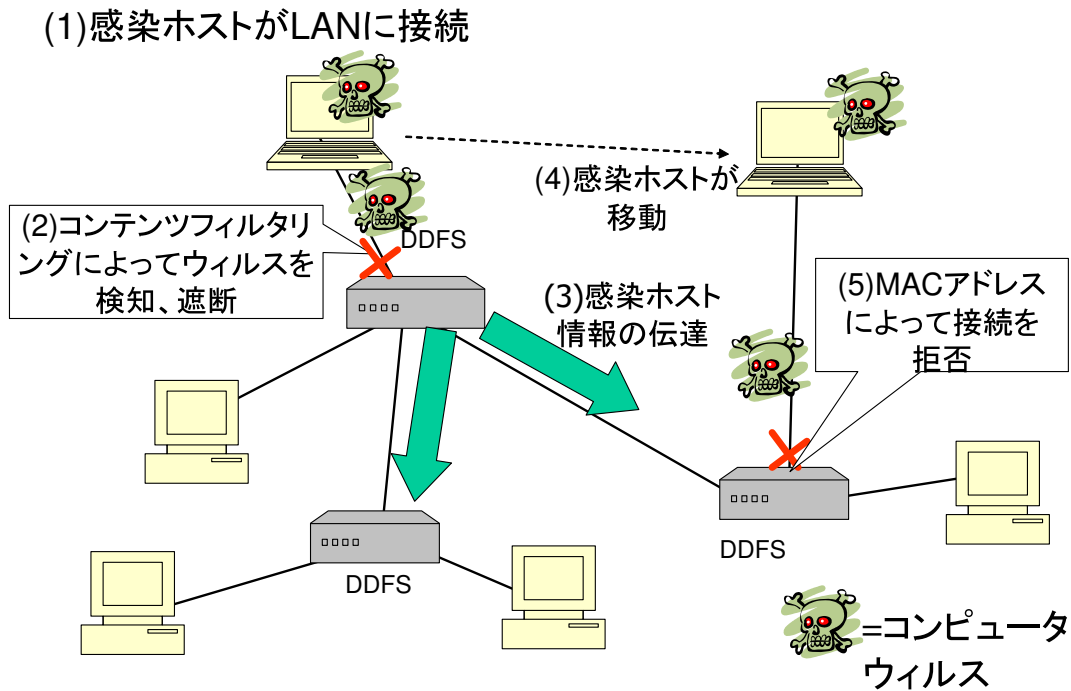 (1)感染ホストがLANに接続
(4)感染ホストが
移動
(2)コンテンツフィルタリ
ングによってウィルスを
検知、遮断
DDFS
(3)感染ホスト
情報の伝達
(5)MACアドレス
によって接続を
拒否
DDFS
DDFS
=コンピュータ
ウィルス